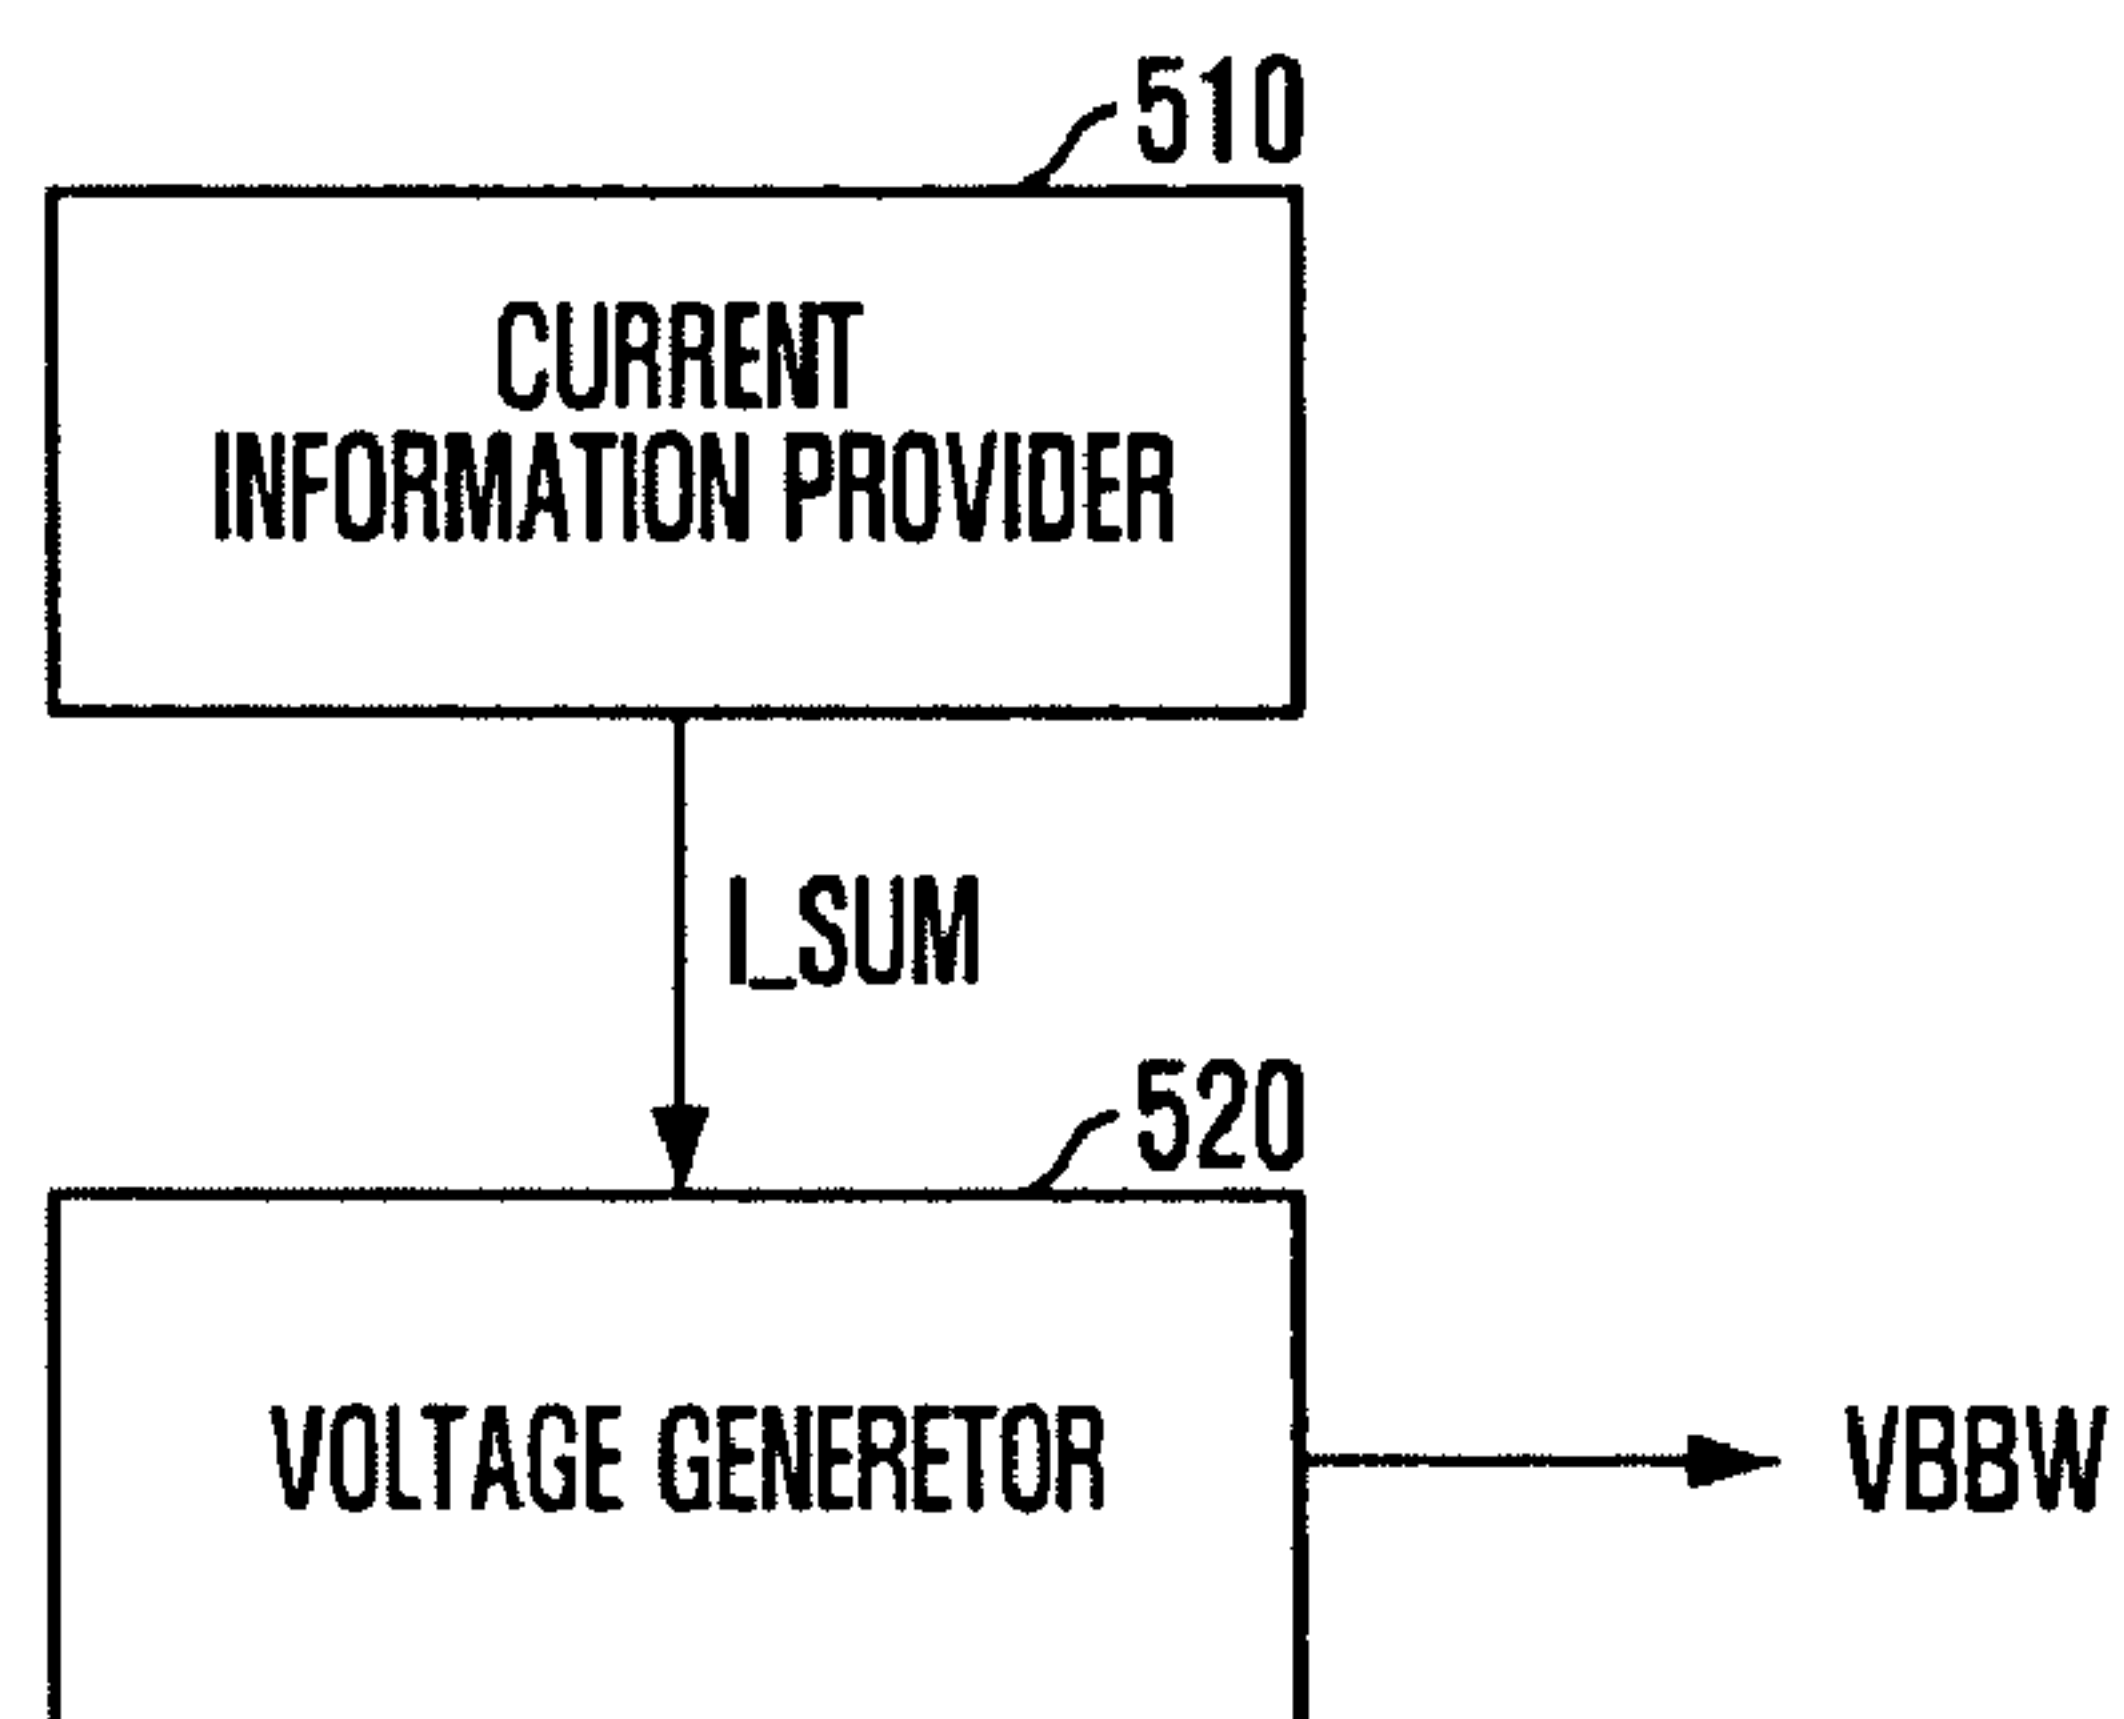 510
CURRENT
INFORMATION PROVIDER
I_SUM
520
VOLTAGE GENERETOR
VBBW